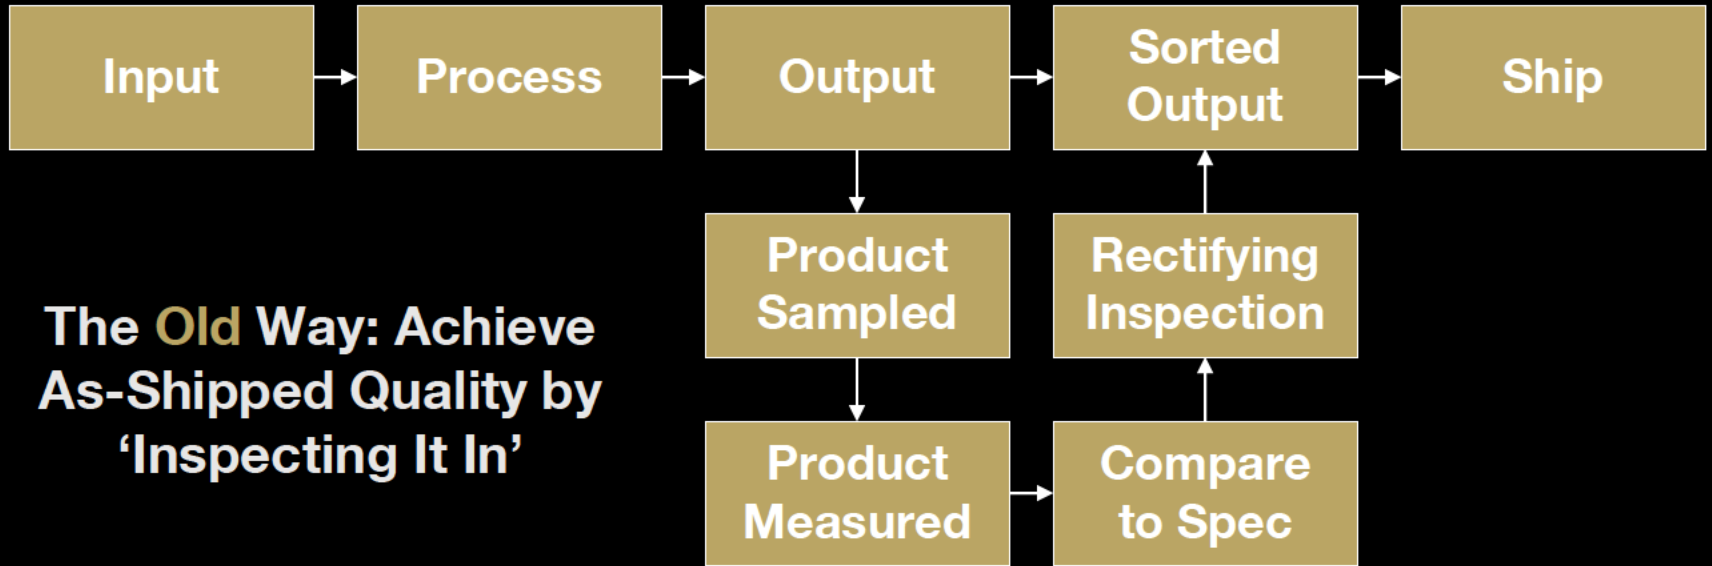 Input
Process
Output
Sorted
Output
Ship
Product
Sampled
Rectifying
Inspection
The Old Way: Achieve
As-Shipped Quality by
‘Inspecting It In’
Product
Measured
Compare
to Spec